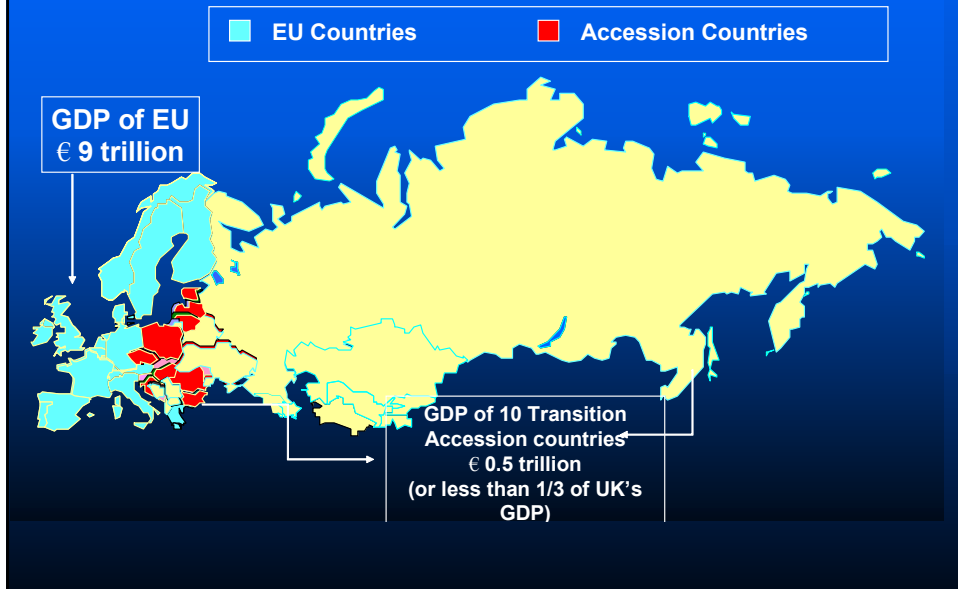 EU Countries Accession Countries
GDP of EU
€ 9 trillion
GDP of 10 Transition
Accession countries
€ 0.5 trillion
(or less than 1/3 of UK's
GDP)